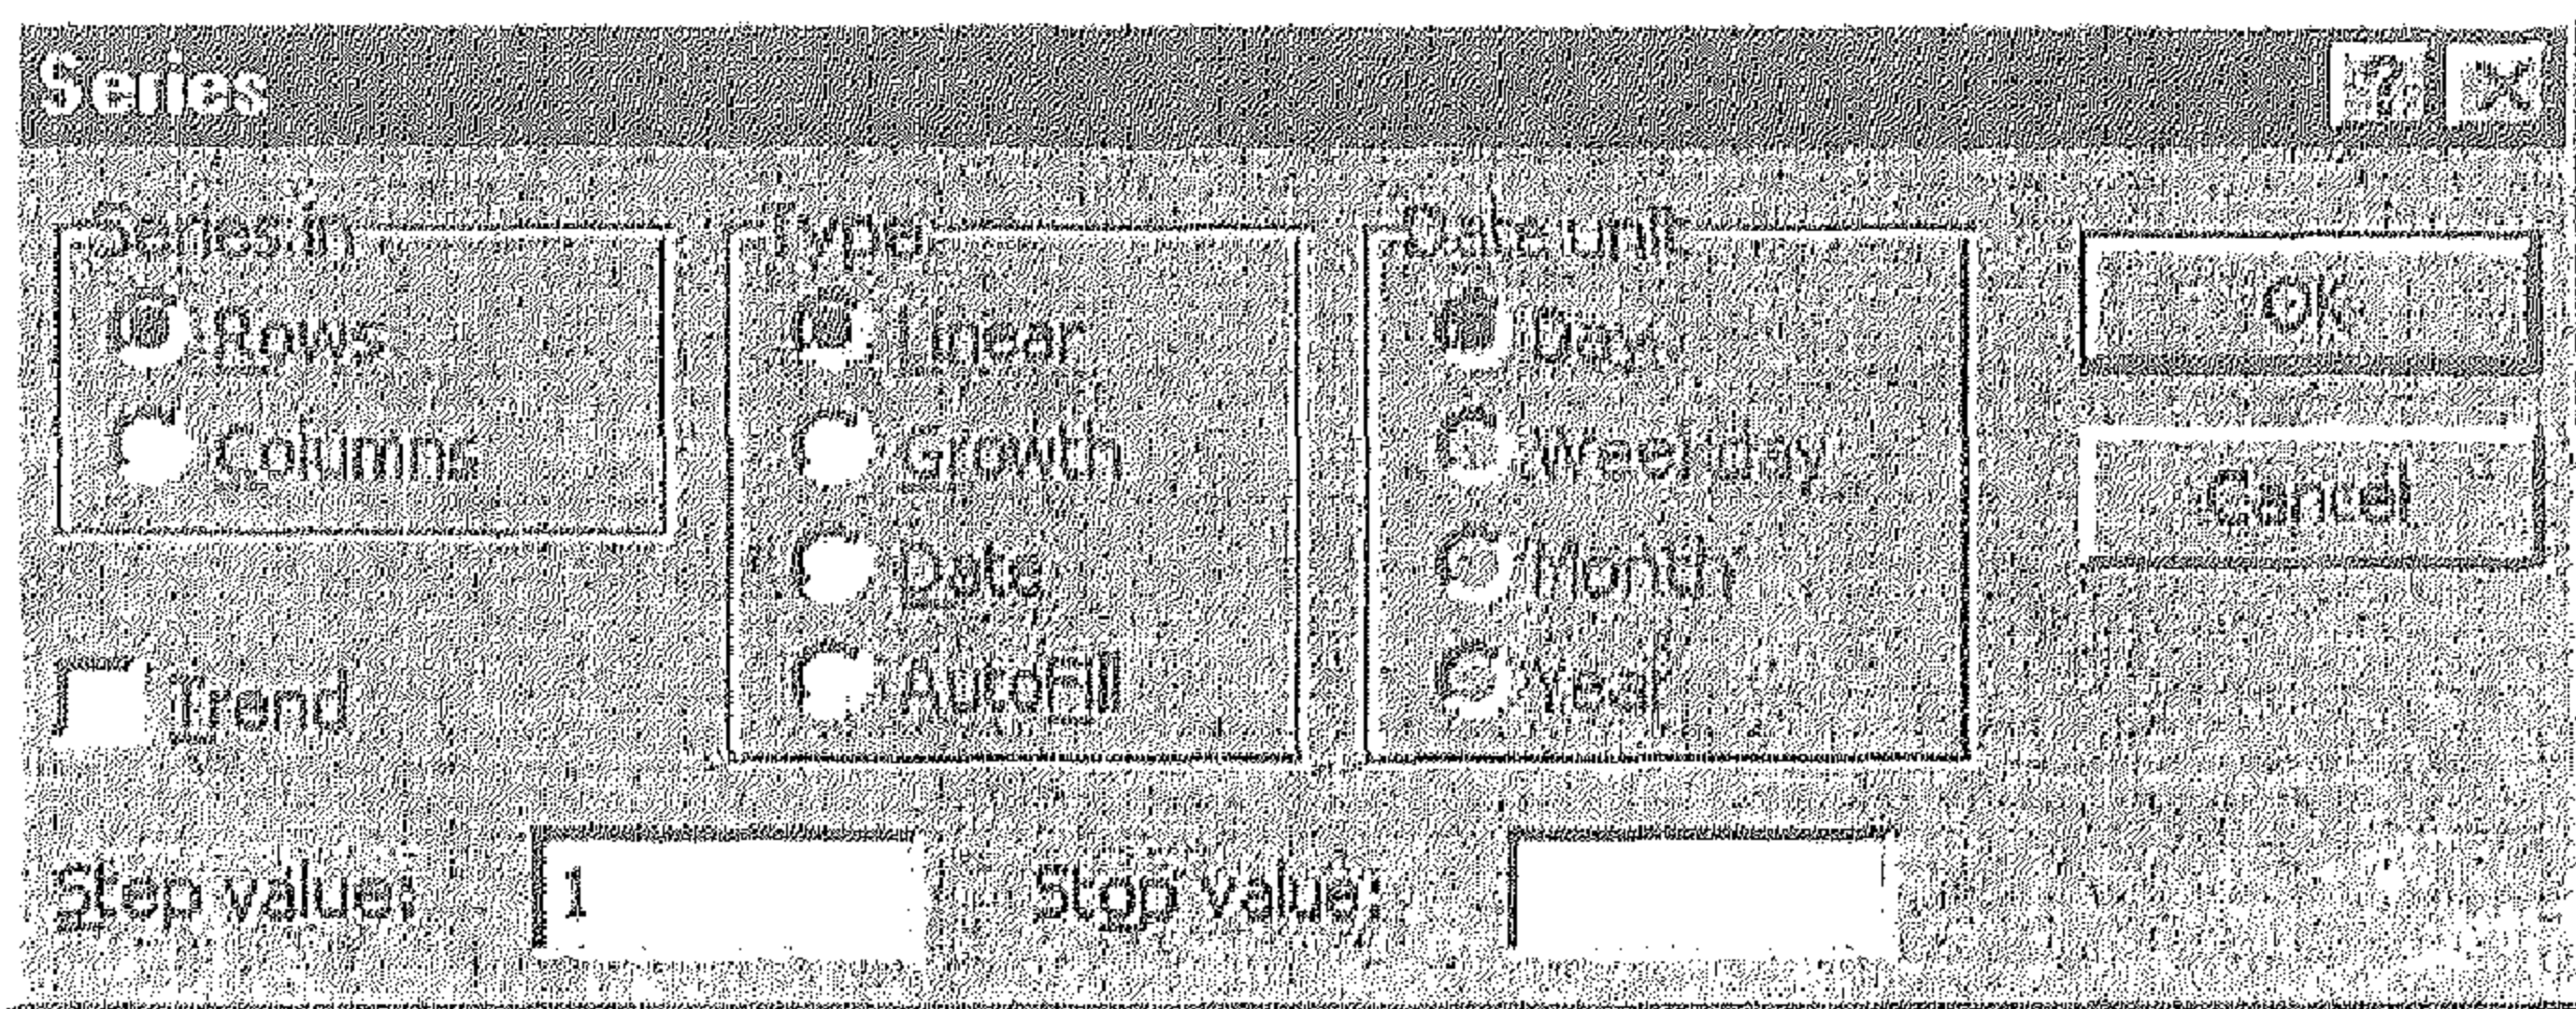 Series
Series in
Rows
Columns
Trend
Type
Linear
Growth
Date
AutoFill
Date unit
Day
Weekday
Month
Year
OK
Cancel
Step value: 1
Stop value: